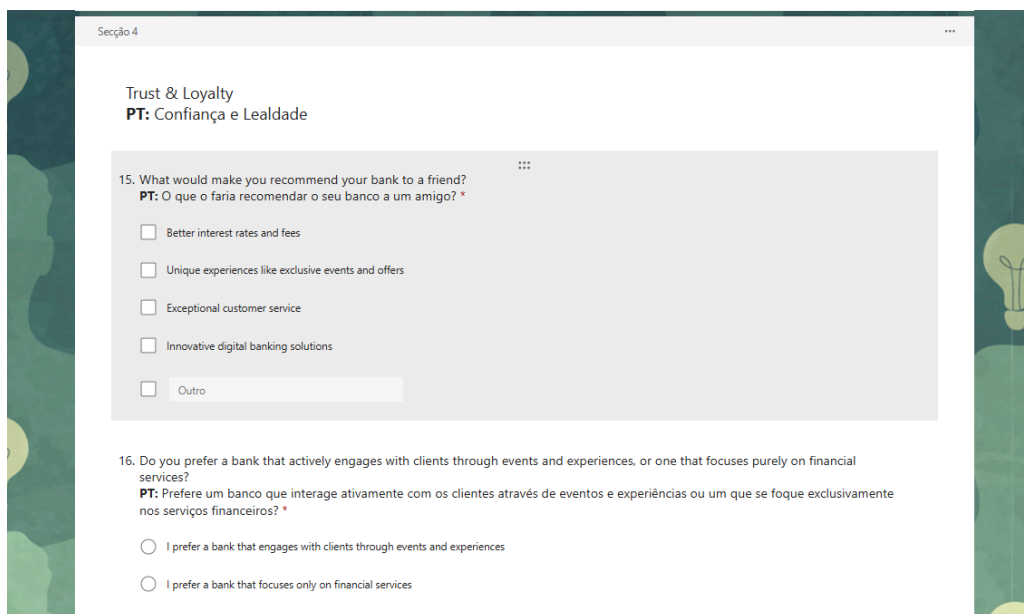 Secção 4
Trust & Loyalty
PT: Confiança e Lealdade
15. What would make you recommend your bank to a friend?
PT: O que o faria recomendar o seu banco a um amigo? *
Better interest rates and fees
Unique experiences like exclusive events and offers
Exceptional customer service
Innovative digital banking solutions
Outro
16. Do you prefer a bank that actively engages with clients through events and experiences, or one that focuses purely on financial
services?
PT: Prefere um banco que interage ativamente com os clientes através de eventos e experiências ou um que se foque exclusivamente
nos serviços financeiros? *
I prefer a bank that engages with clients through events and experiences
I prefer a bank that focuses only on financial services